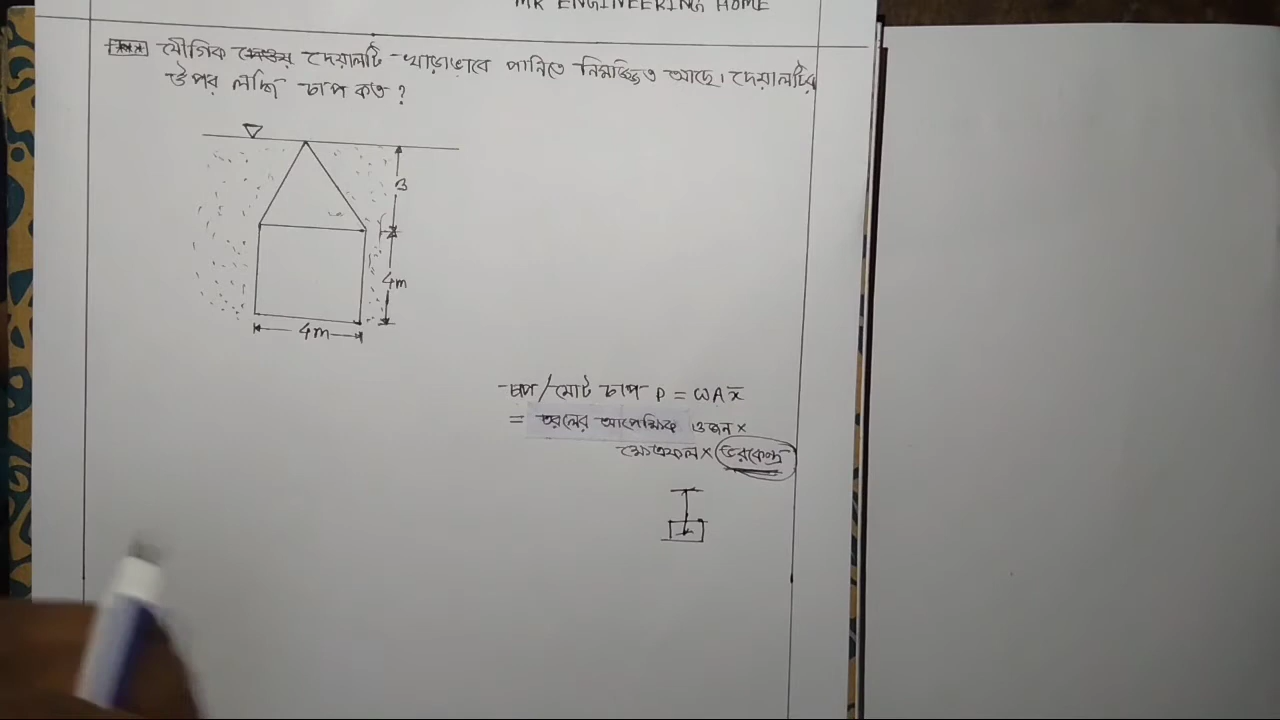 MR ENGINEERING HOME
যৌগিক দেয়ালটি খাড়াভাবে পানিতে নিমজ্জিত আছে। দেয়ালটির
উপর লব্ধি চাপ কত?
3
4m
4m
চাপ/মোট চাপ P = ωAx̄
= তরলের আপেক্ষিক ওজন ×
ক্ষেত্রফল × ভরকেন্দ্র